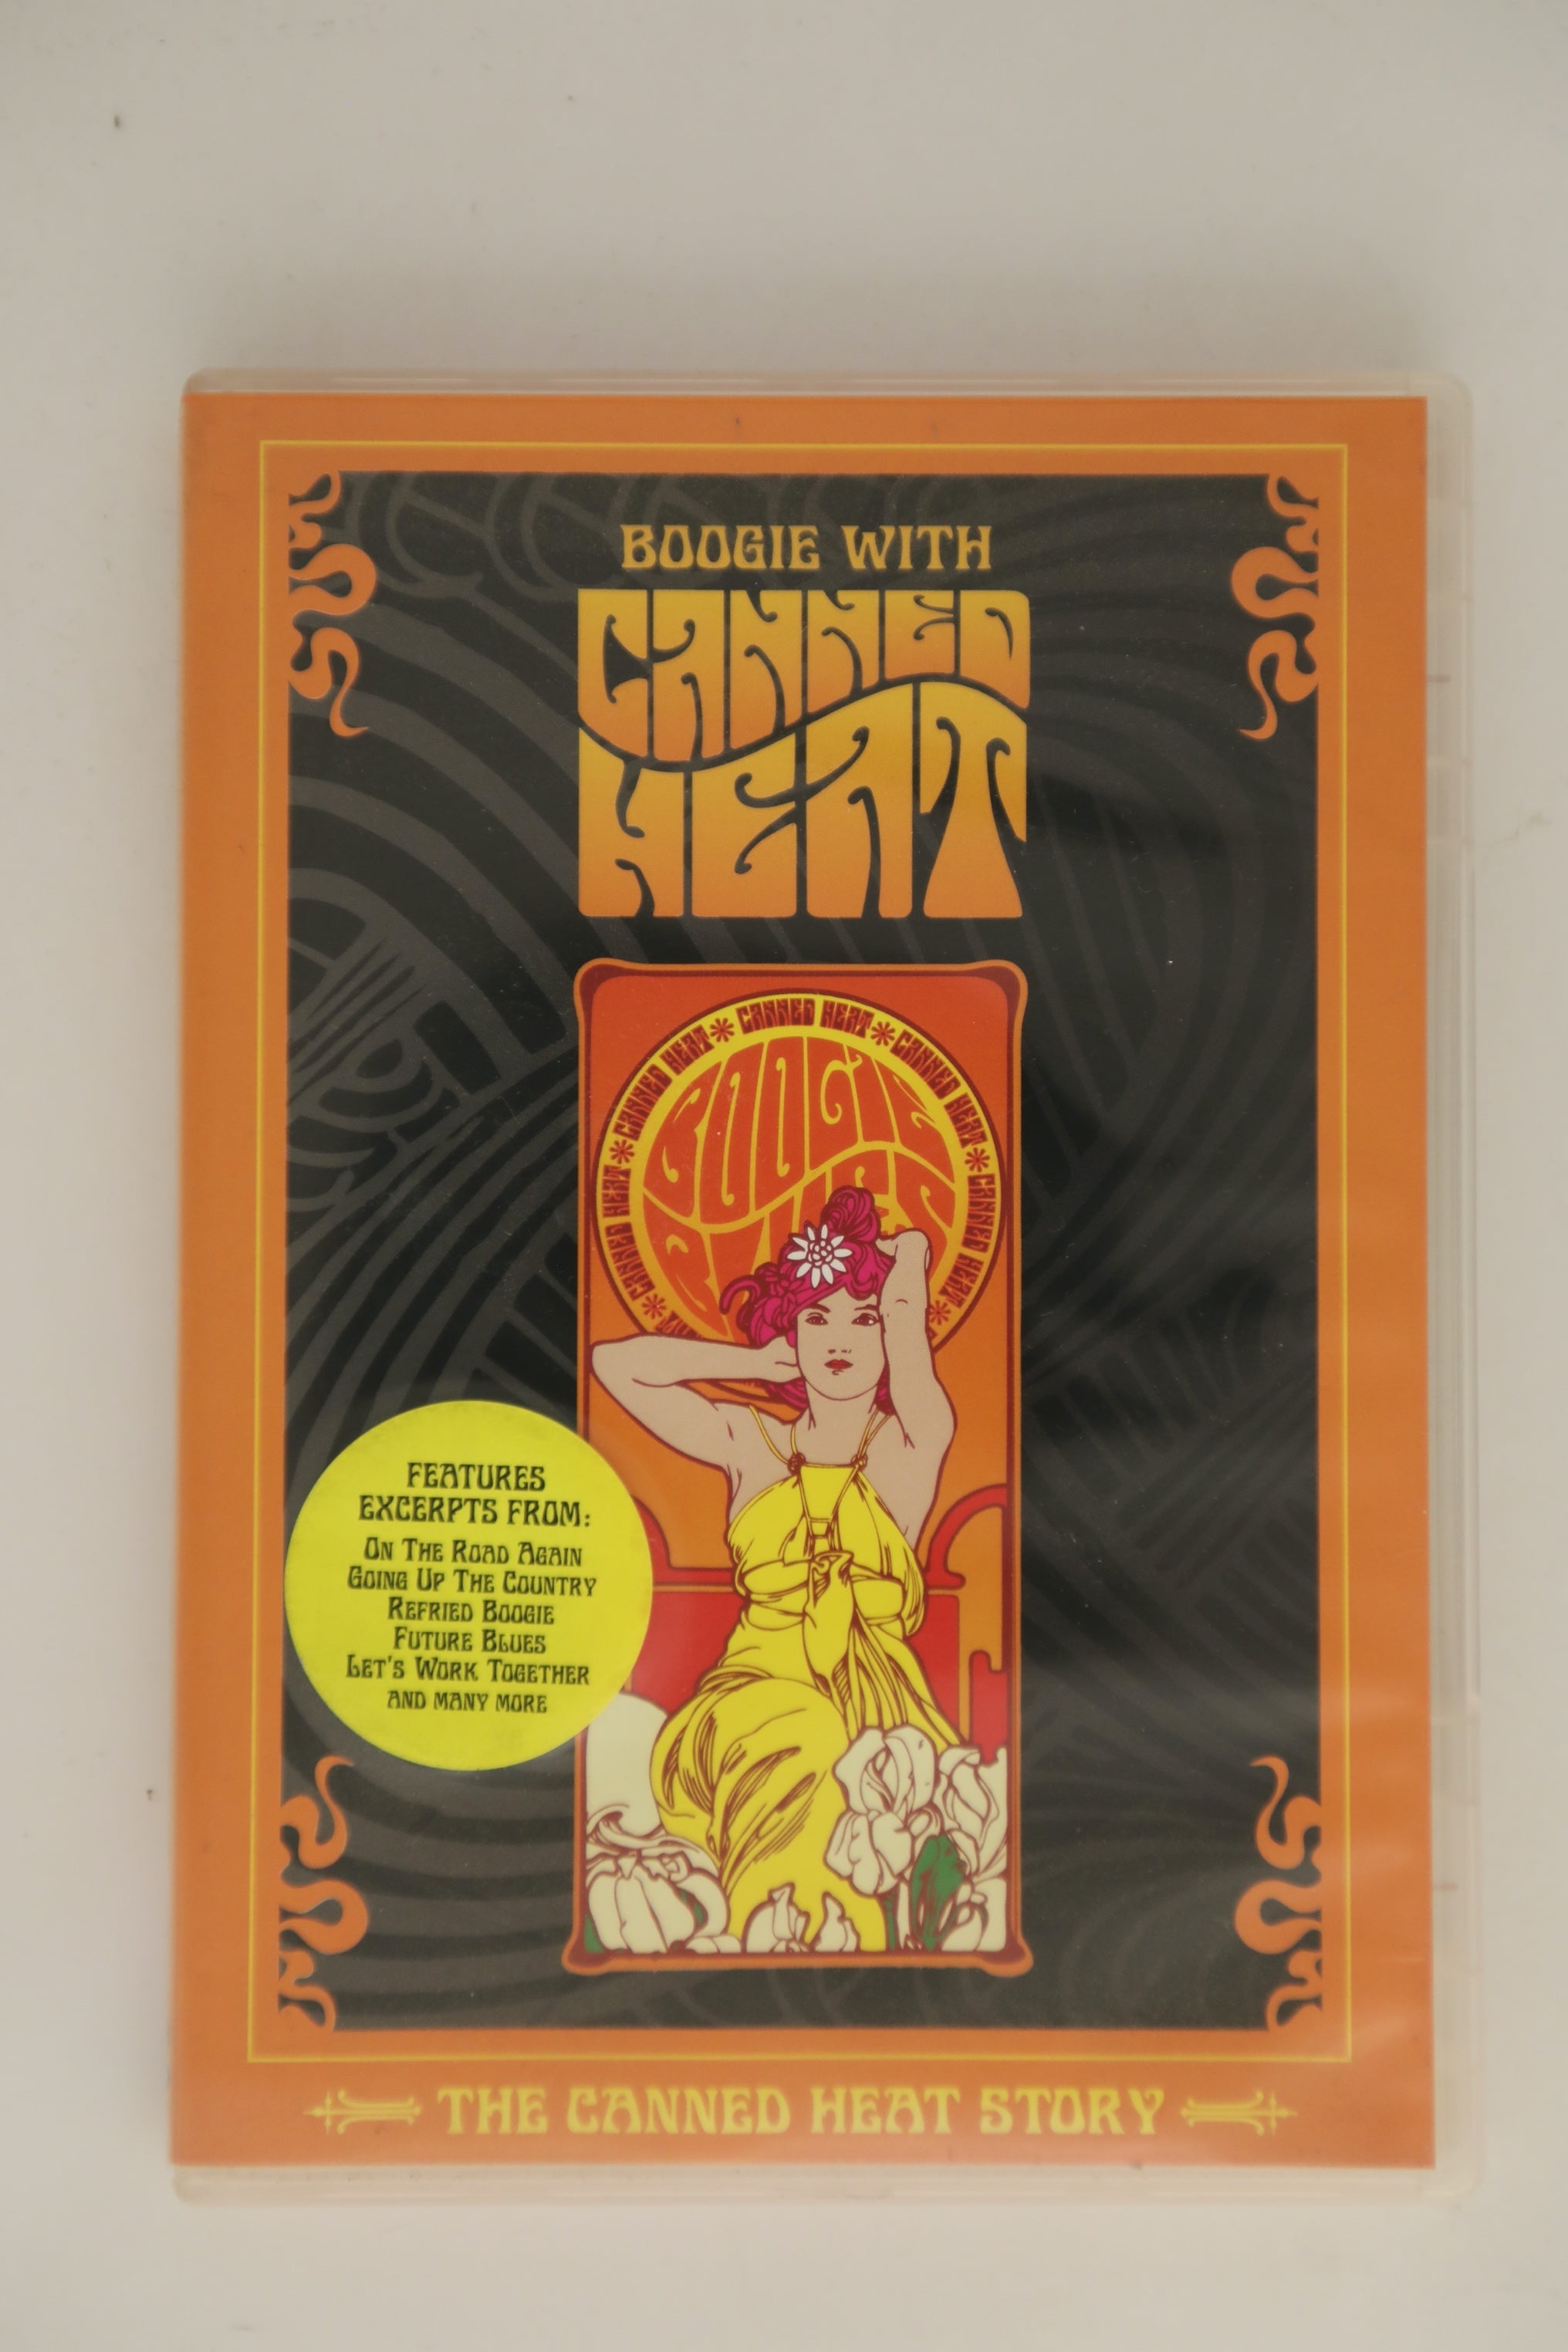 BOOGIE WITH
CANNED
HEAT
CANNED HEAT * CANNED HEAT * CANNED HEAT * CANNED HEAT * CANNED HEAT
BOOGIE
FEATURES
EXCERPTS FROM:
ON THE ROAD AGAIN
GOING UP THE COUNTRY
REFRIED BOOGIE
FUTURE BLUES
LET'S WORK TOGETHER
AND MANY MORE
THE CANNED HEAT STORY